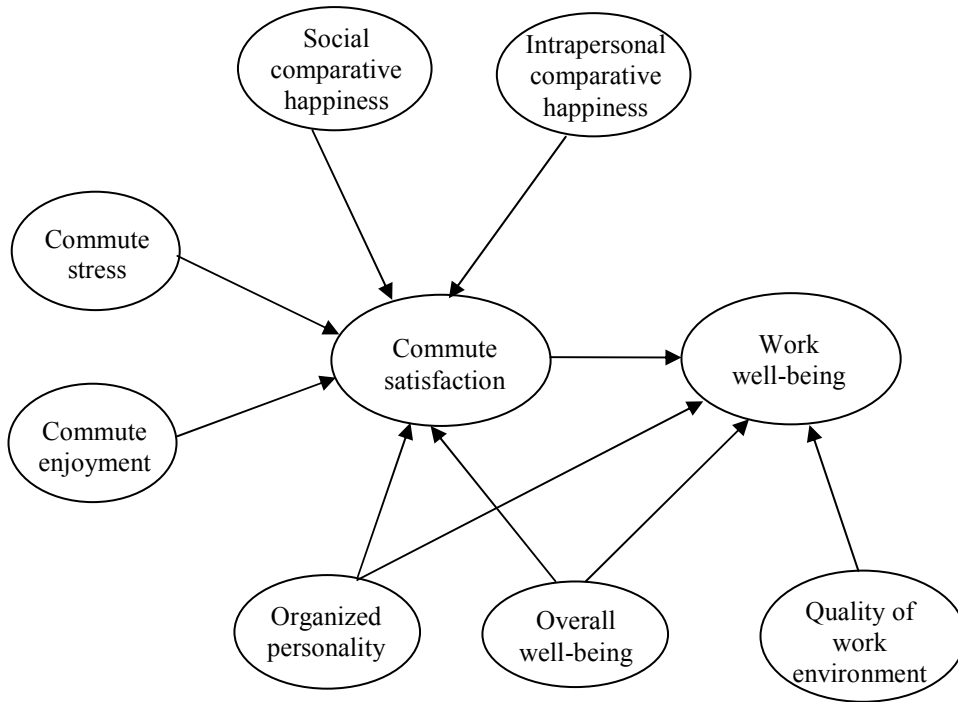 Social
comparative
happiness
Intrapersonal
comparative
happiness
Commute
stress
Commute
satisfaction
Work
well-being
Commute
enjoyment
Organized
personality
Overall
well-being
Quality of
work
environment